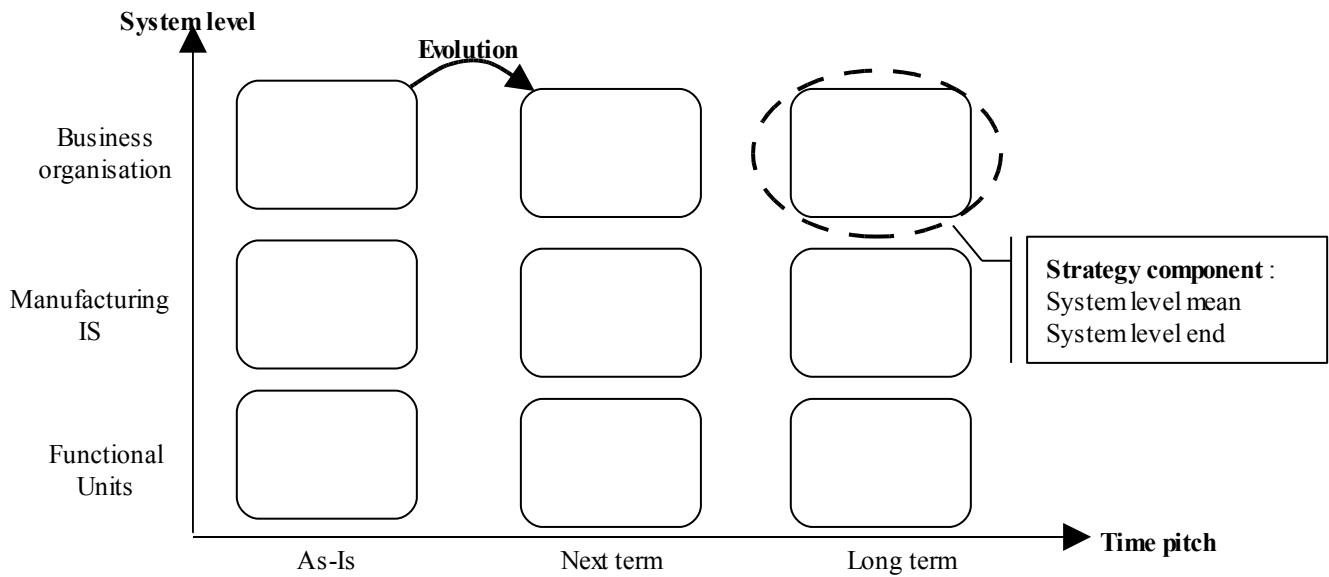 System level
Evolution
Business
organisation
Manufacturing
IS
Functional
Units
Strategy component :
System level mean
System level end
As-Is
Next term
Long term
Time pitch